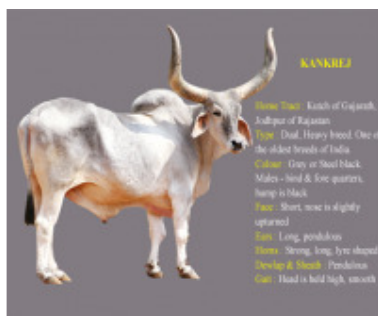 KANKREJ
Home Tract : Kutch of Gujarath,
Jodhpur of Rajastan
Type : Dual, Heavy breed. One o
the oldest breeds of India
Colour : Grey or Steel black.
Males – hind & fore quarters,
hump is black
Face : Short, nose is slightly
upturned
Ears : Long, pendulous
Horns : Strong, long, lyre shaped
Dewlap & Sheath : Pendulous
Gait : Head is held high, smooth